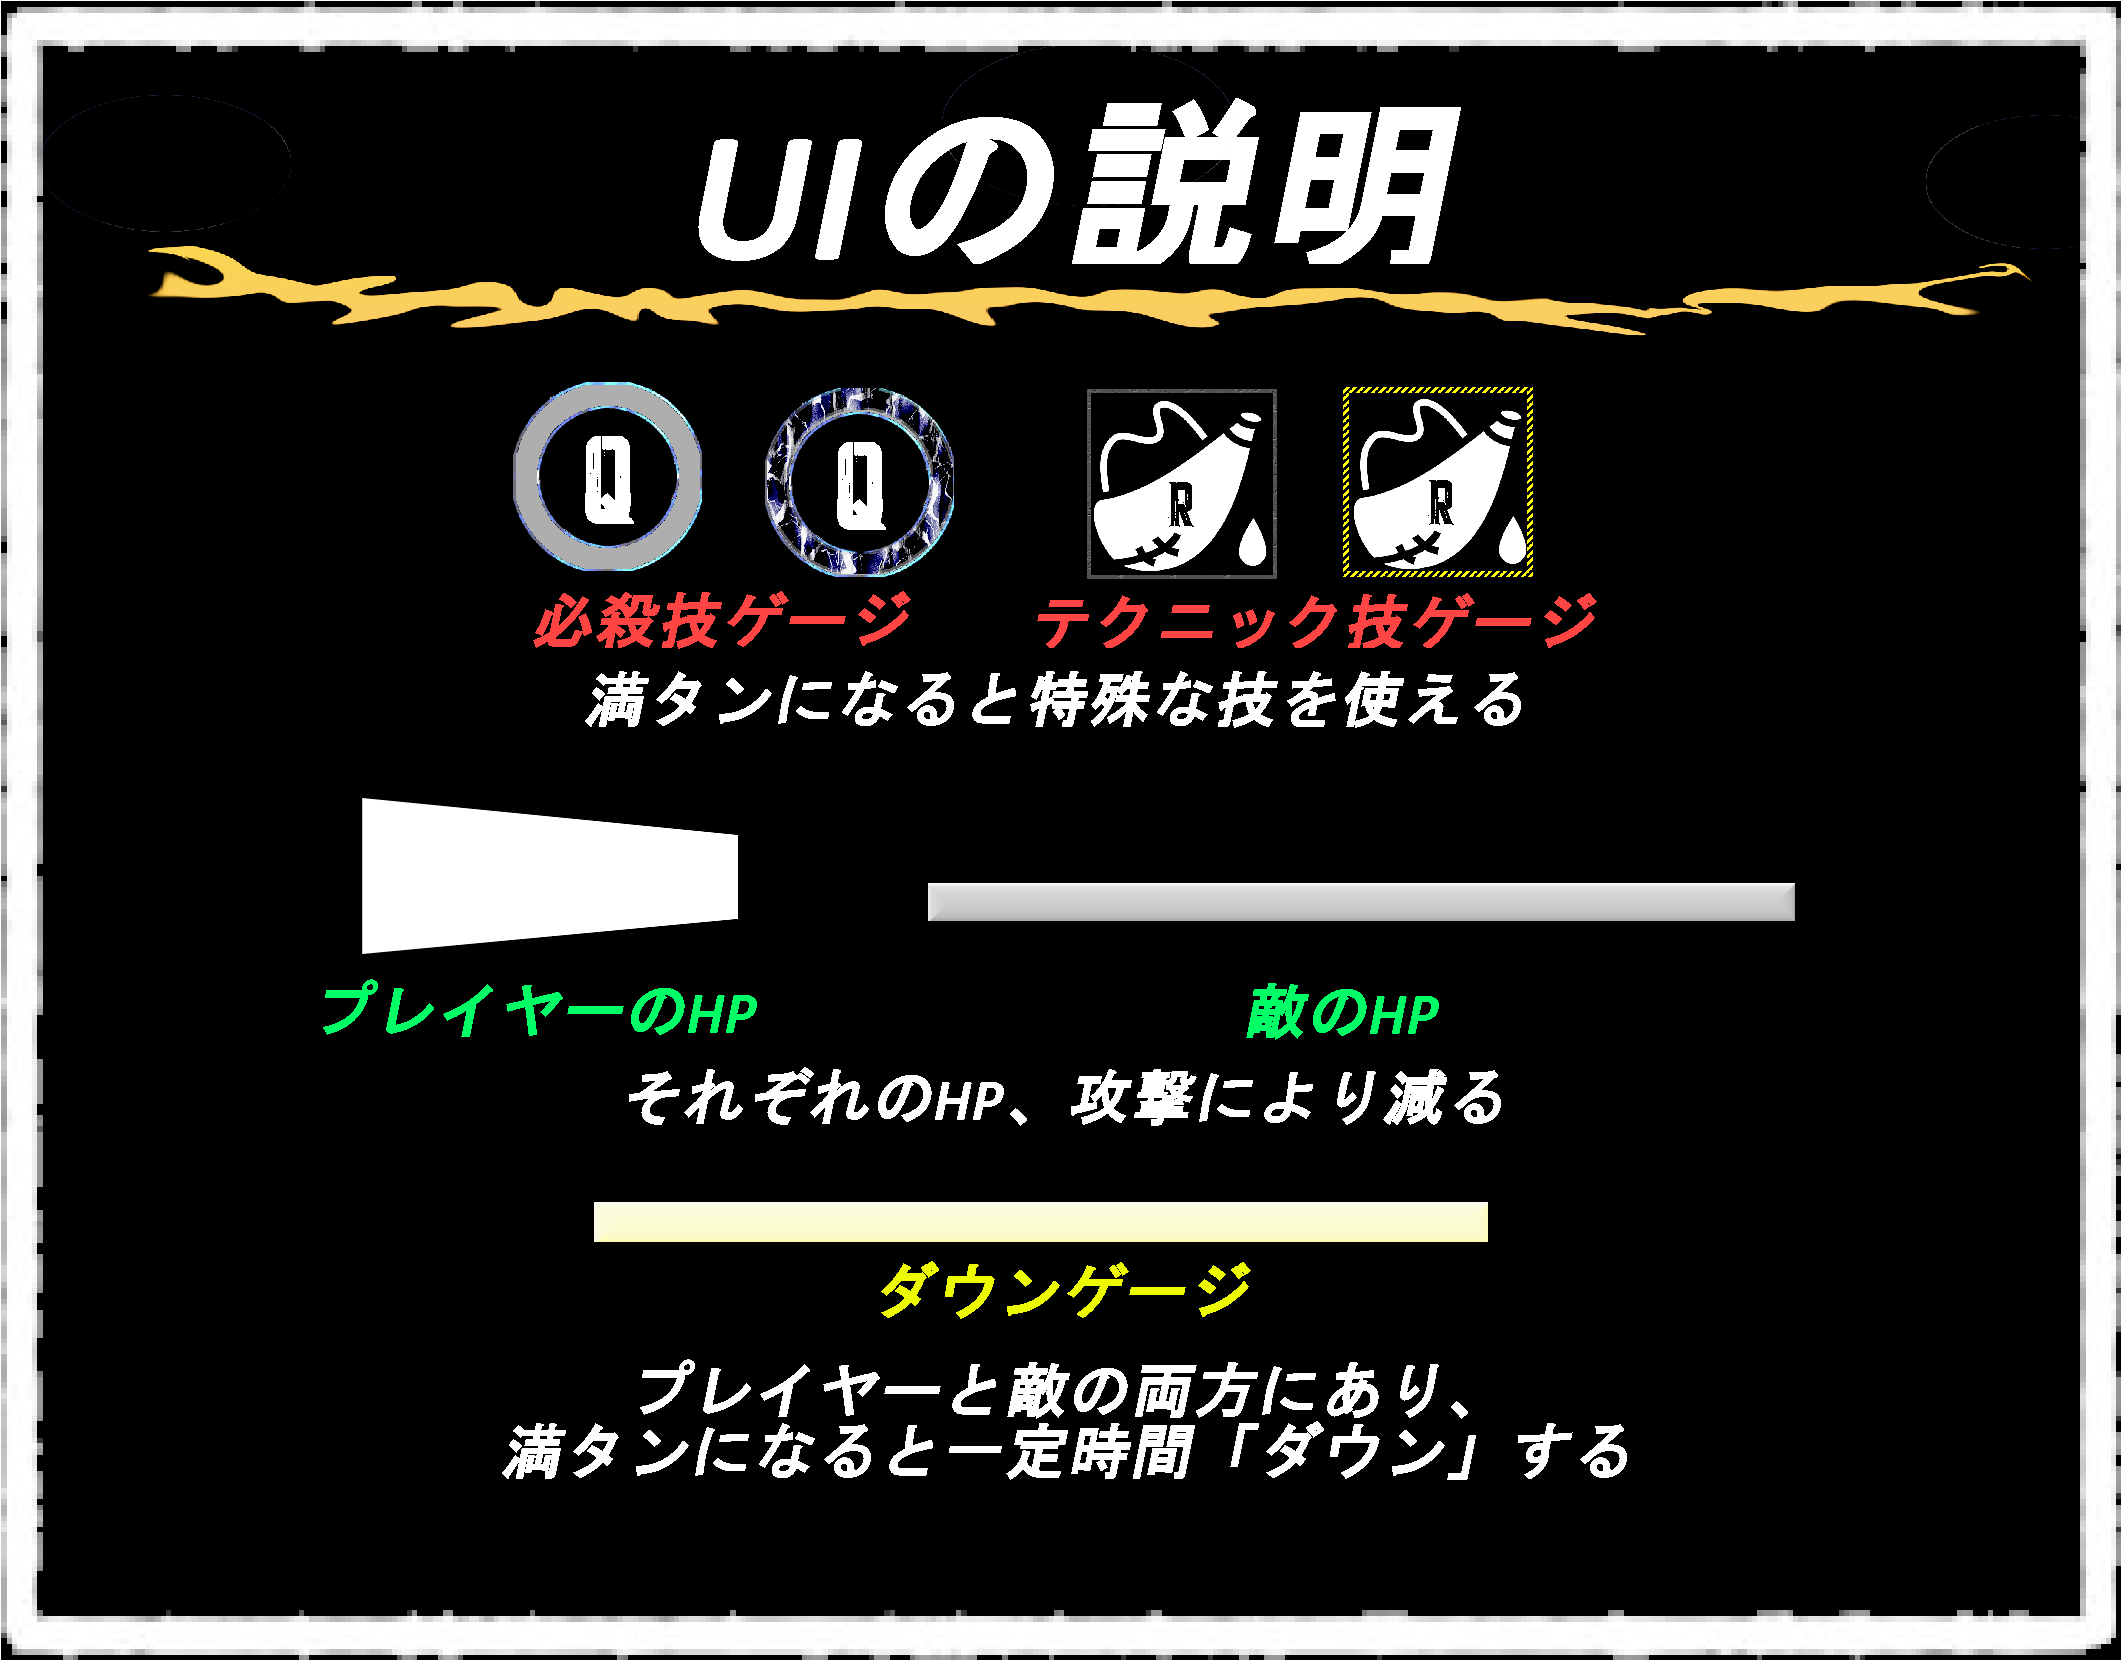 UIの説明
Q Q R R
必殺技ゲージ テクニック技ゲージ
満タンになると特殊な技を使える
プレイヤーのHP 敵のHP
それぞれのHP、攻撃により減る
ダウンゲージ
プレイヤーと敵の両方にあり、
満タンになると一定時間「ダウン」する